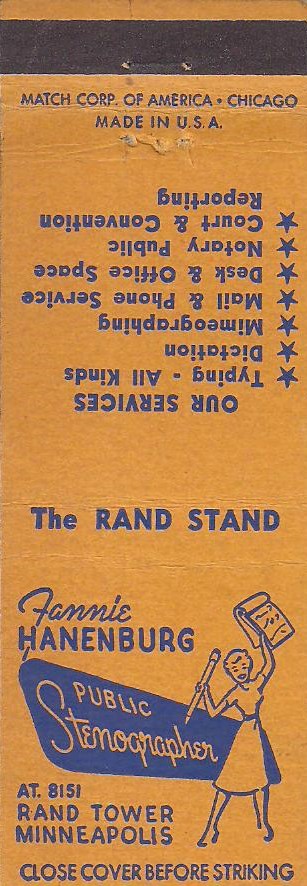 MATCH CORP. OF AMERICA • CHICAGO
MADE IN U.S.A.
OUR SERVICES
★ Typing - All Kinds
★ Dictation
★ Mimeographing
★ Mail & Phone Service
★ Desk & Office Space
★ Notary Public
★ Court & Convention
Reporting
The RAND STAND
Fannie
HANENBURG
PUBLIC
Stenographer
AT. 8151
RAND TOWER
MINNEAPOLIS
CLOSE COVER BEFORE STRIKING